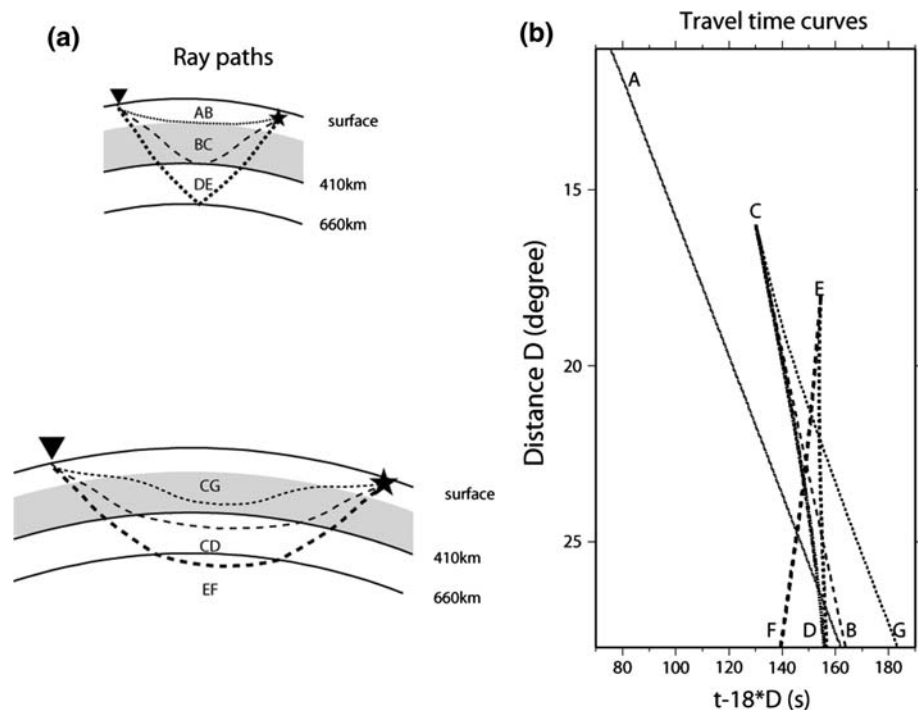 (a)
Ray paths
AB
surface
BC
410km
DE
660km
CG
surface
CD
410km
EF
660km
(b)
Travel time curves
A
C
E
F
D
B
G
15
20
25
80
100
120
140
160
180
Distance D (degree)
t-18*D (s)